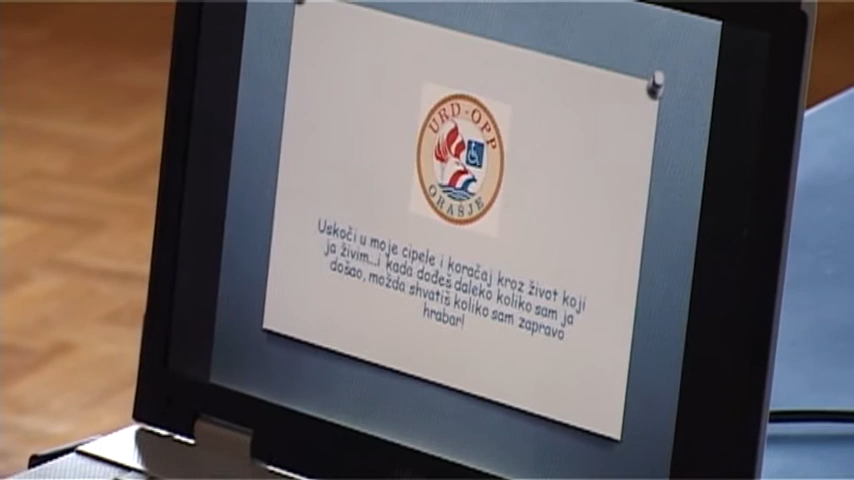 URD-OPP
ORAŠJE
Uskoči u moje cipele i koračaj kroz život koji
ja živim...i kada dođeš daleko koliko sam ja
došao, možda shvatiš koliko sam zapravo
hrabar!